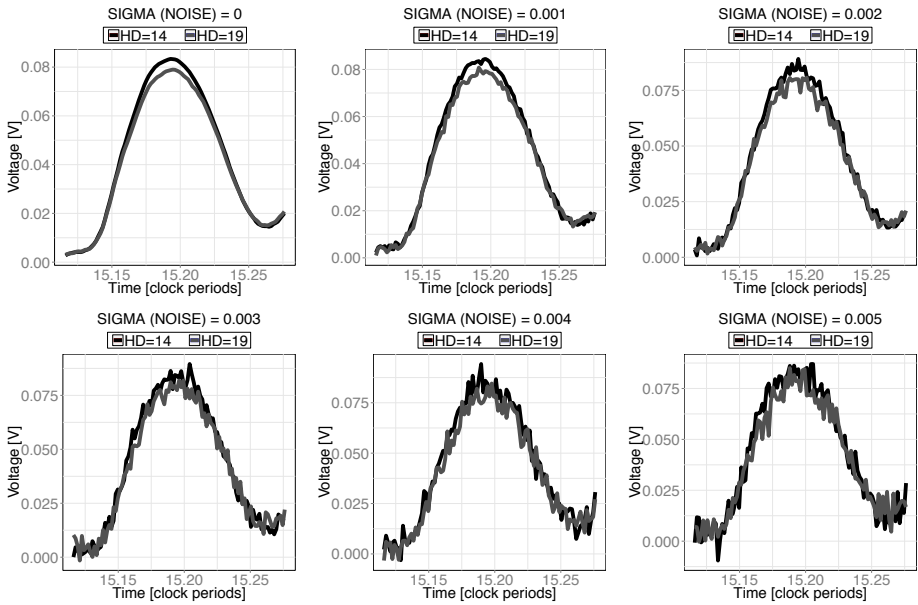 SIGMA (NOISE) = 0
HD=14 HD=19
Voltage [V]
0.08
0.06
0.04
0.02
0.00
15.15 15.20 15.25
Time [clock periods]
SIGMA (NOISE) = 0.001
HD=14 HD=19
Voltage [V]
0.08
0.06
0.04
0.02
0.00
15.15 15.20 15.25
Time [clock periods]
SIGMA (NOISE) = 0.002
HD=14 HD=19
Voltage [V]
0.075
0.050
0.025
0.000
15.15 15.20 15.25
Time [clock periods]
SIGMA (NOISE) = 0.003
HD=14 HD=19
Voltage [V]
0.075
0.050
0.025
0.000
15.15 15.20 15.25
Time [clock periods]
SIGMA (NOISE) = 0.004
HD=14 HD=19
Voltage [V]
0.075
0.050
0.025
0.000
15.15 15.20 15.25
Time [clock periods]
SIGMA (NOISE) = 0.005
HD=14 HD=19
Voltage [V]
0.075
0.050
0.025
0.000
15.15 15.20 15.25
Time [clock periods]